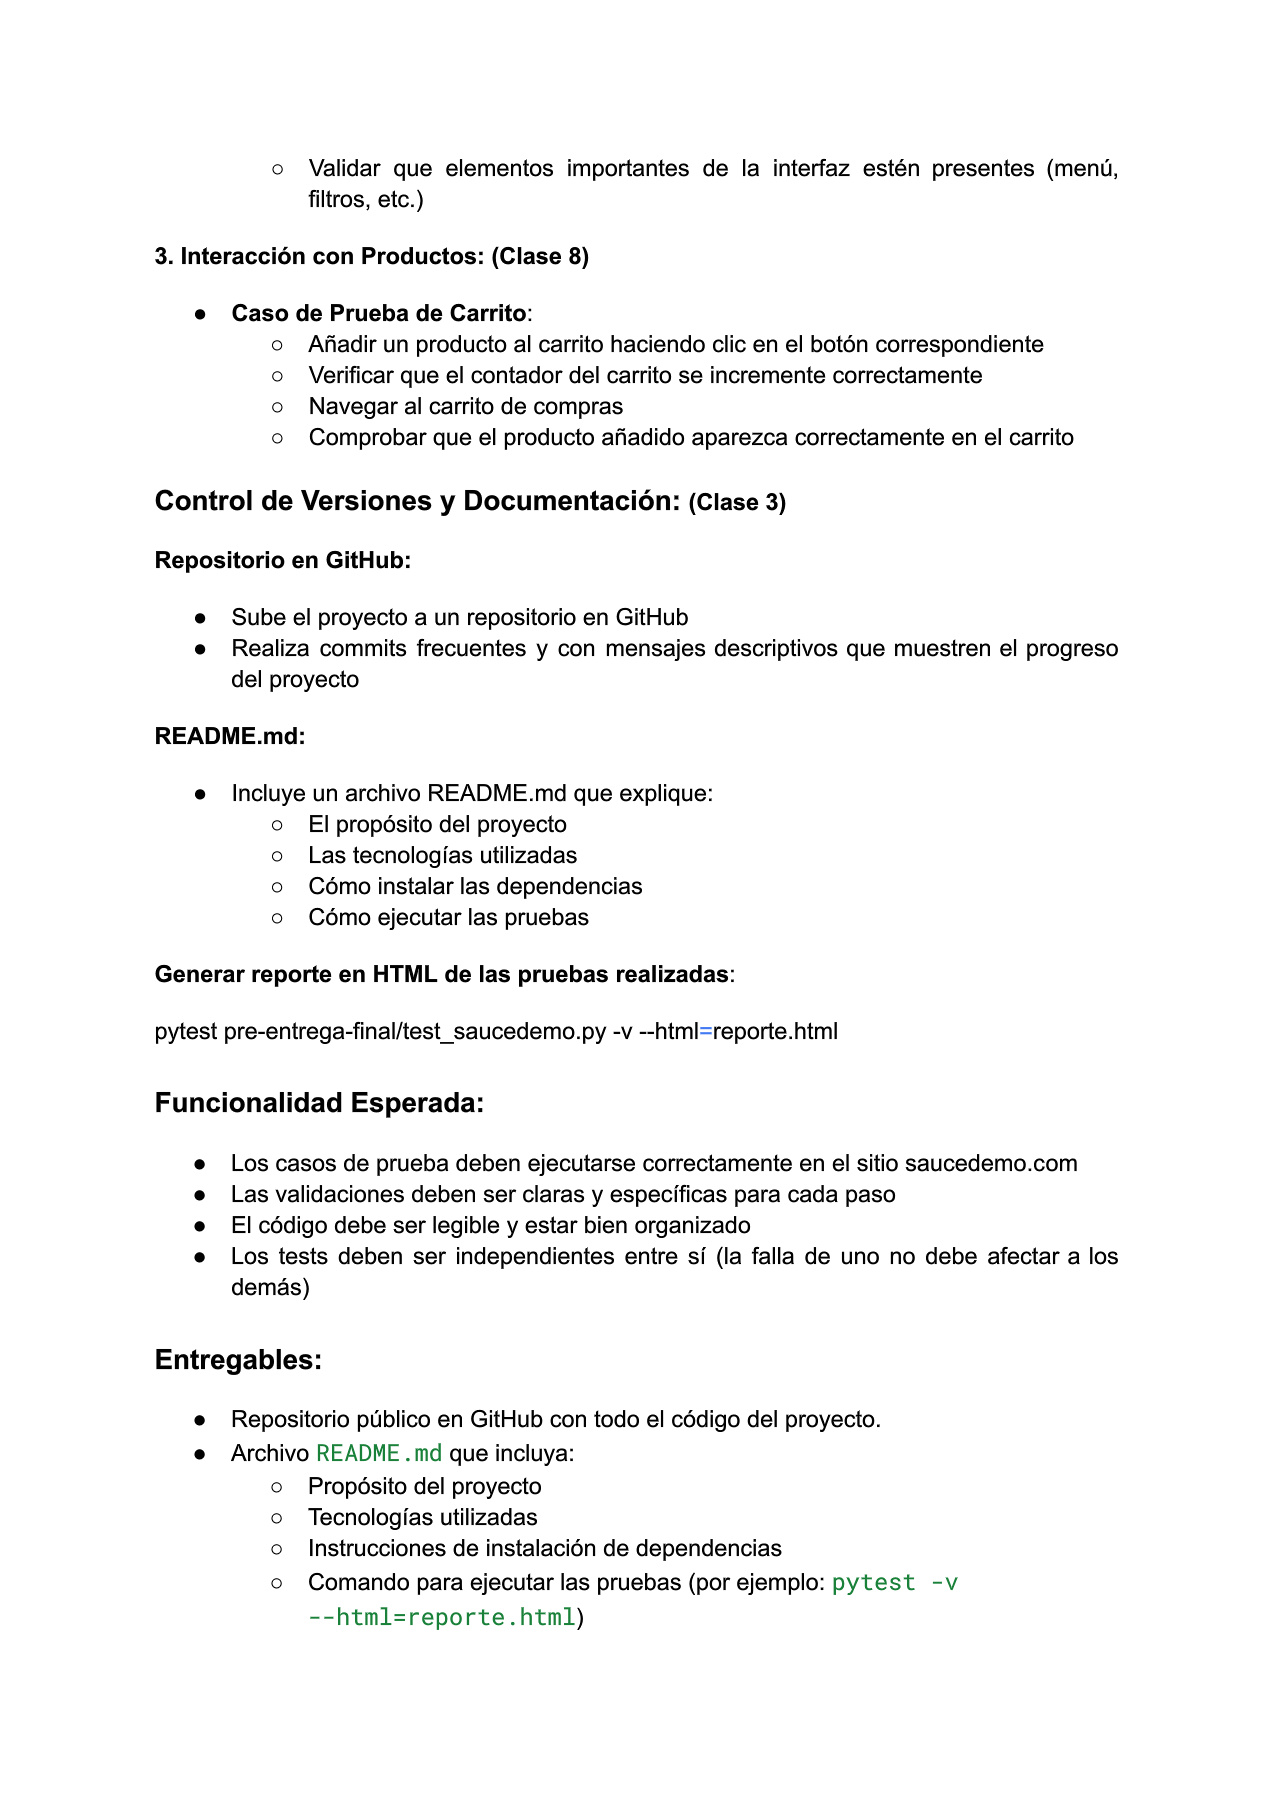 ○ Validar que elementos importantes de la interfaz estén presentes (menú,
filtros, etc.)
3. Interacción con Productos: (Clase 8)
● Caso de Prueba de Carrito:
○ Añadir un producto al carrito haciendo clic en el botón correspondiente
○ Verificar que el contador del carrito se incremente correctamente
○ Navegar al carrito de compras
○ Comprobar que el producto añadido aparezca correctamente en el carrito
Control de Versiones y Documentación: (Clase 3)
Repositorio en GitHub:
● Sube el proyecto a un repositorio en GitHub
● Realiza commits frecuentes y con mensajes descriptivos que muestren el progreso
del proyecto
README.md:
● Incluye un archivo README.md que explique:
○ El propósito del proyecto
○ Las tecnologías utilizadas
○ Cómo instalar las dependencias
○ Cómo ejecutar las pruebas
Generar reporte en HTML de las pruebas realizadas:
pytest pre-entrega-final/test_saucedemo.py -v --html=reporte.html
Funcionalidad Esperada:
● Los casos de prueba deben ejecutarse correctamente en el sitio saucedemo.com
● Las validaciones deben ser claras y específicas para cada paso
● El código debe ser legible y estar bien organizado
● Los tests deben ser independientes entre sí (la falla de uno no debe afectar a los
demás)
Entregables:
● Repositorio público en GitHub con todo el código del proyecto.
● Archivo README.md que incluya:
○ Propósito del proyecto
○ Tecnologías utilizadas
○ Instrucciones de instalación de dependencias
○ Comando para ejecutar las pruebas (por ejemplo: pytest -v
--html=reporte.html)